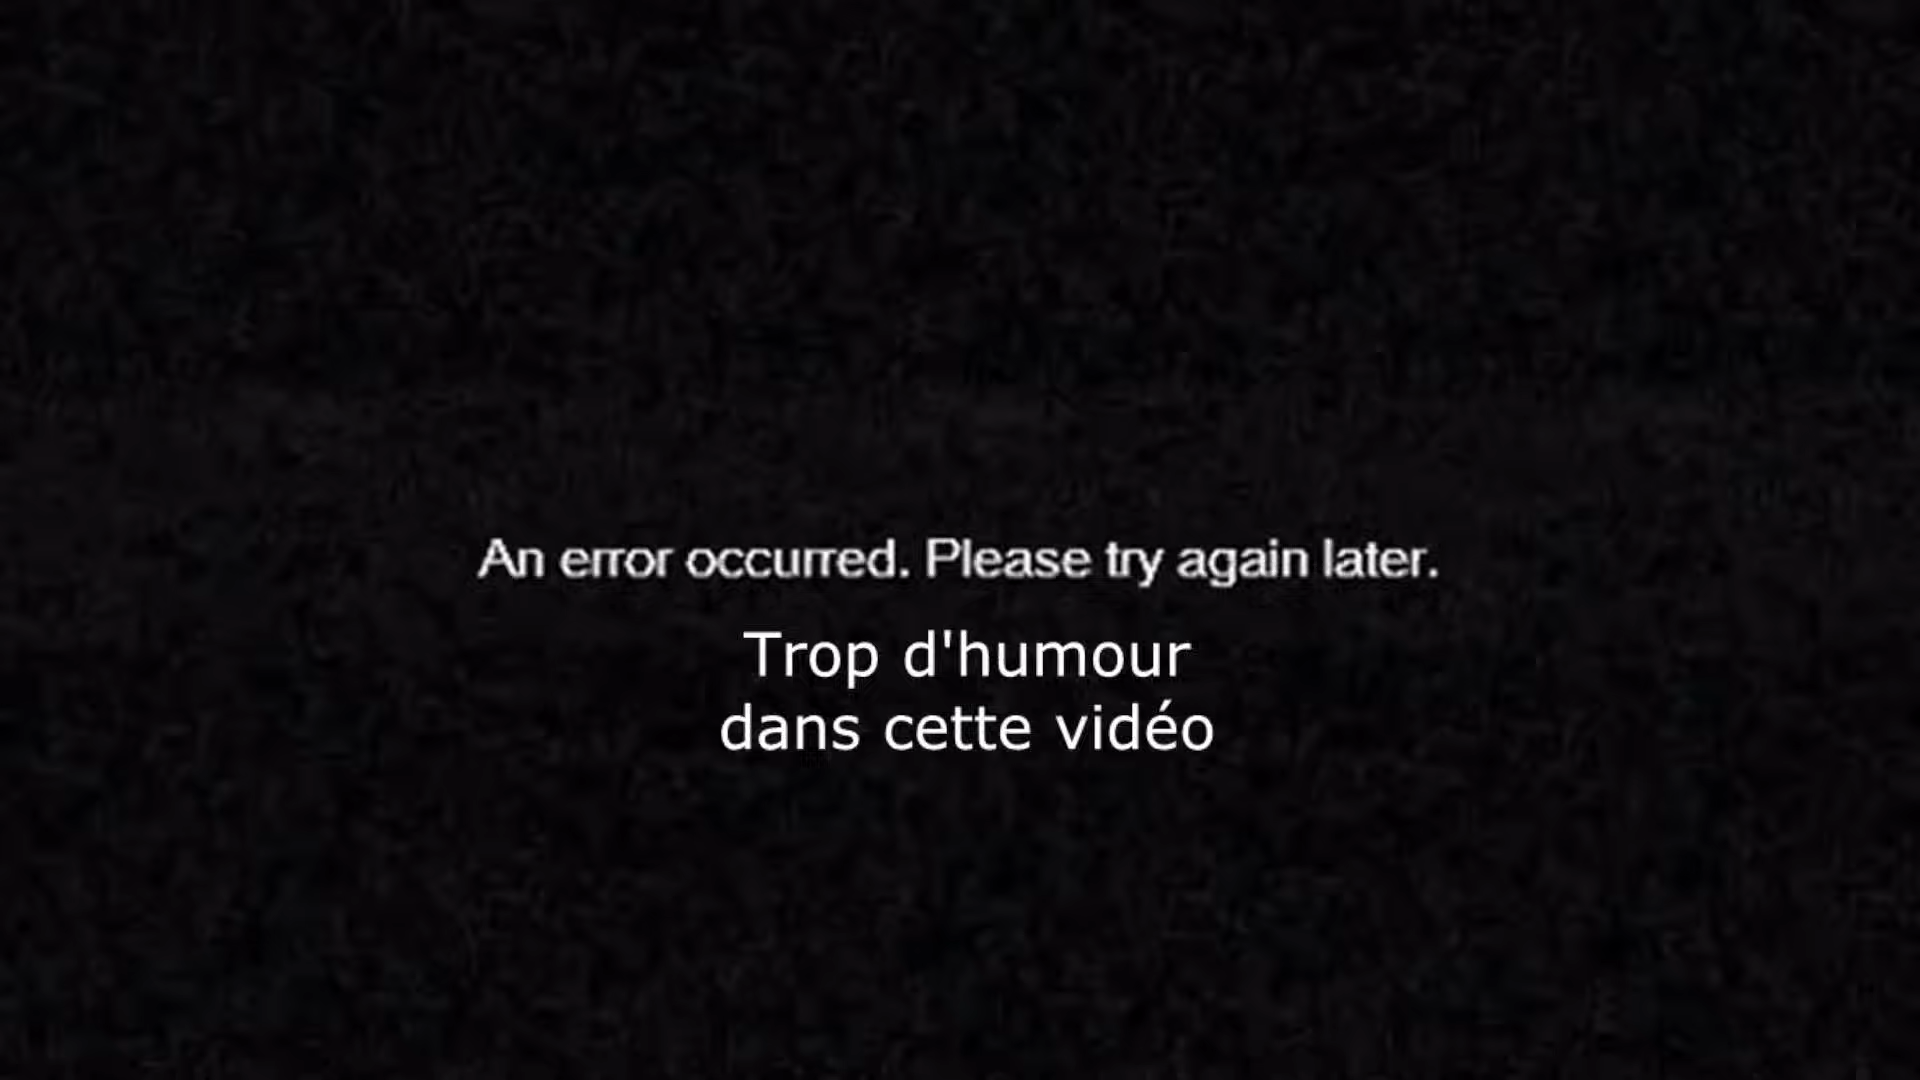 An error occurred. Please try again later.
Trop d'humour
dans cette vidéo